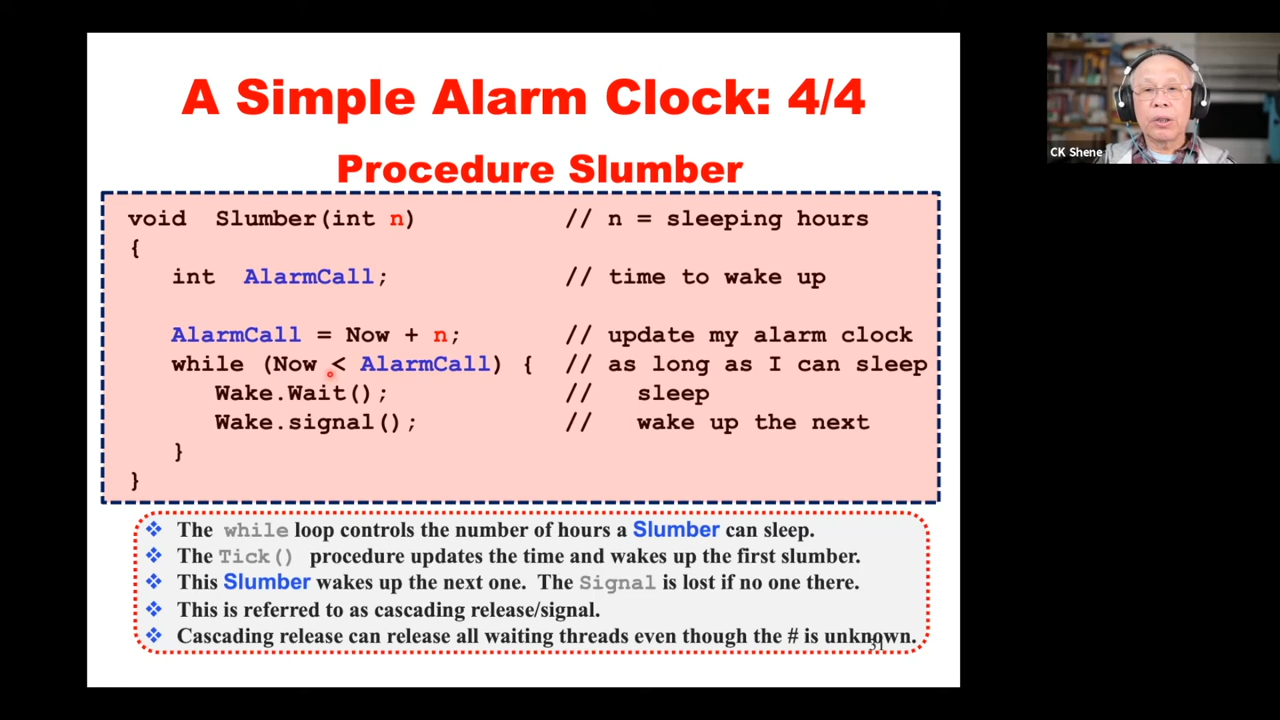 A Simple Alarm Clock: 4/4
Procedure Slumber
void Slumber(int n) // n = sleeping hours
{
int AlarmCall; // time to wake up
AlarmCall = Now + n; // update my alarm clock
while (Now < AlarmCall) { // as long as I can sleep
Wake.Wait(); // sleep
Wake.signal(); // wake up the next
}
}
❖ The while loop controls the number of hours a Slumber can sleep.
❖ The Tick() procedure updates the time and wakes up the first slumber.
❖ This Slumber wakes up the next one. The Signal is lost if no one there.
❖ This is referred to as cascading release/signal.
❖ Cascading release can release all waiting threads even though the # is unknown.
31
CK Shene